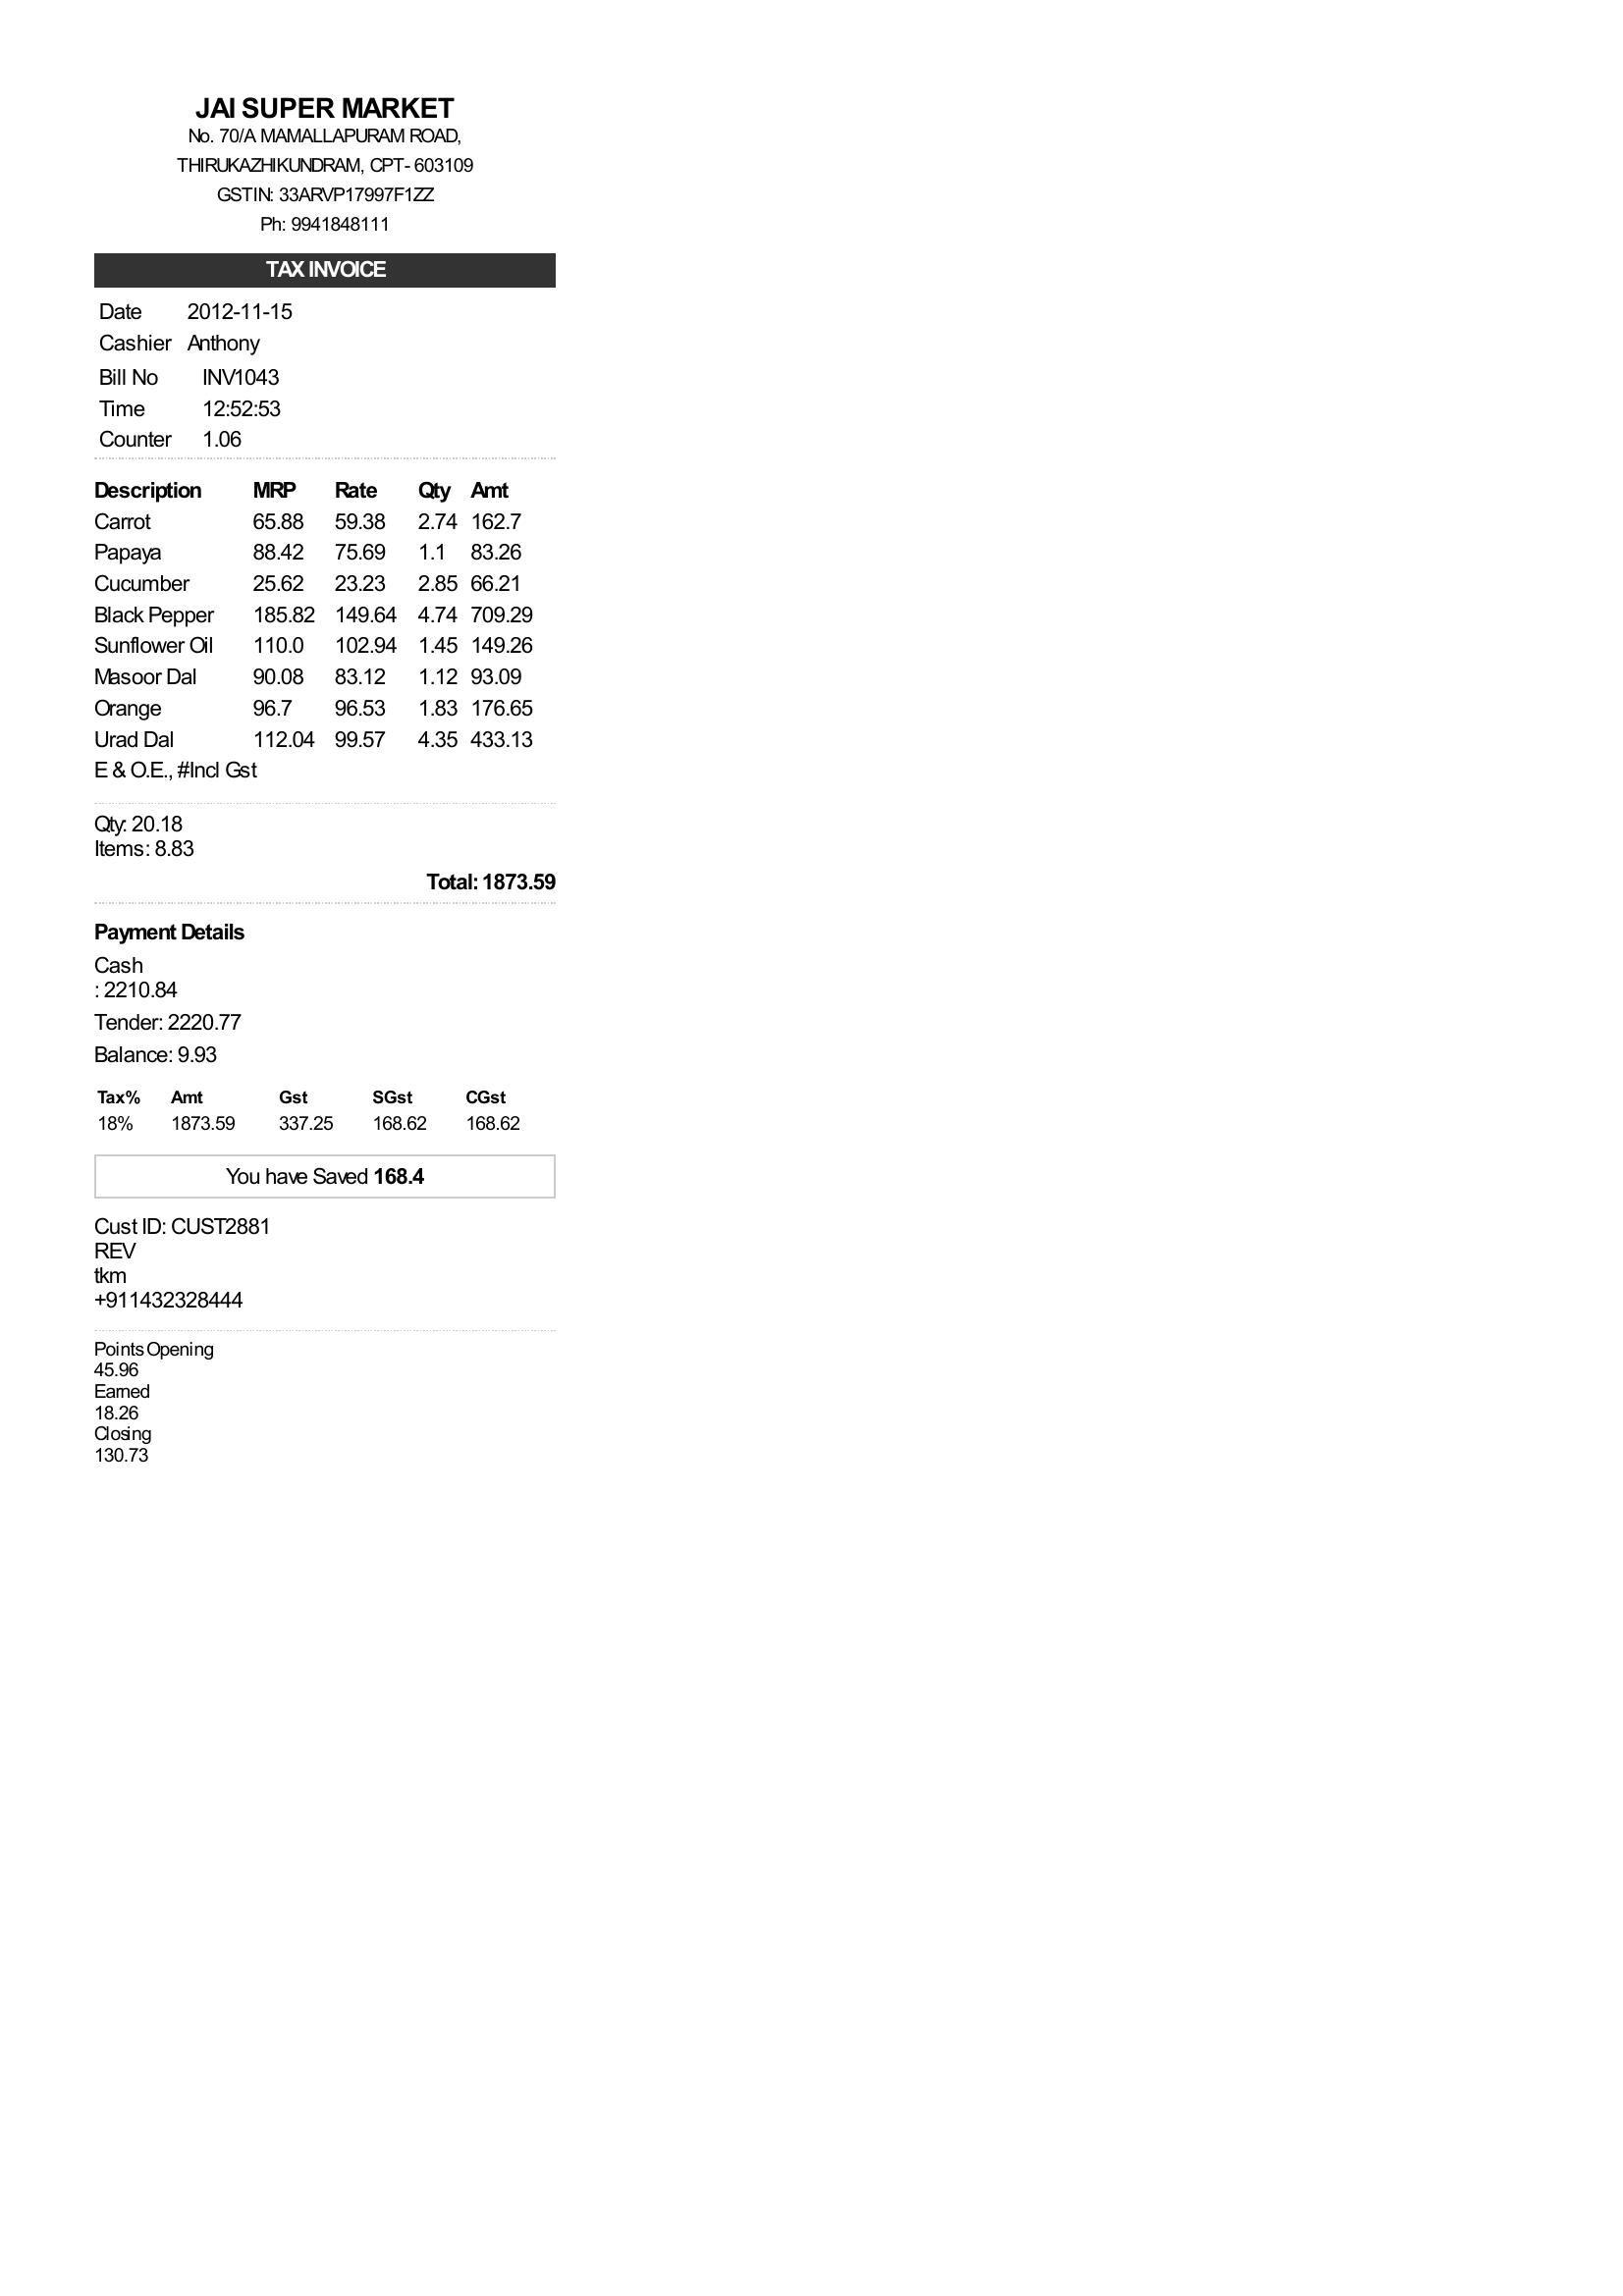 JAI SUPER MARKET
No. 70/A MAMALLAPURAM ROAD,
THIRUKAZHIKUNDRAM, CPT- 603109
GSTIN: 33ARVP17997F1ZZ
Ph: 9941848111
TAX INVOICE
Date 2012-11-15
Cashier Anthony
Bill No INV1043
Time 12:52:53
Counter 1.06
Description MRP Rate Qty Amt
Carrot 65.88 59.38 2.74 162.7
Papaya 88.42 75.69 1.1 83.26
Cucumber 25.62 23.23 2.85 66.21
Black Pepper 185.82 149.64 4.74 709.29
Sunflower Oil 110.0 102.94 1.45 149.26
Masoor Dal 90.08 83.12 1.12 93.09
Orange 96.7 96.53 1.83 176.65
Urad Dal 112.04 99.57 4.35 433.13
E & O.E., #Incl Gst
Qty: 20.18
Items: 8.83
Total: 1873.59
Payment Details
Cash
: 2210.84
Tender: 2220.77
Balance: 9.93
Tax% Amt Gst SGst CGst
18% 1873.59 337.25 168.62 168.62
You have Saved 168.4
Cust ID: CUST2881
REV
tkm
+911432328444
Points Opening
45.96
Earned
18.26
Closing
130.73